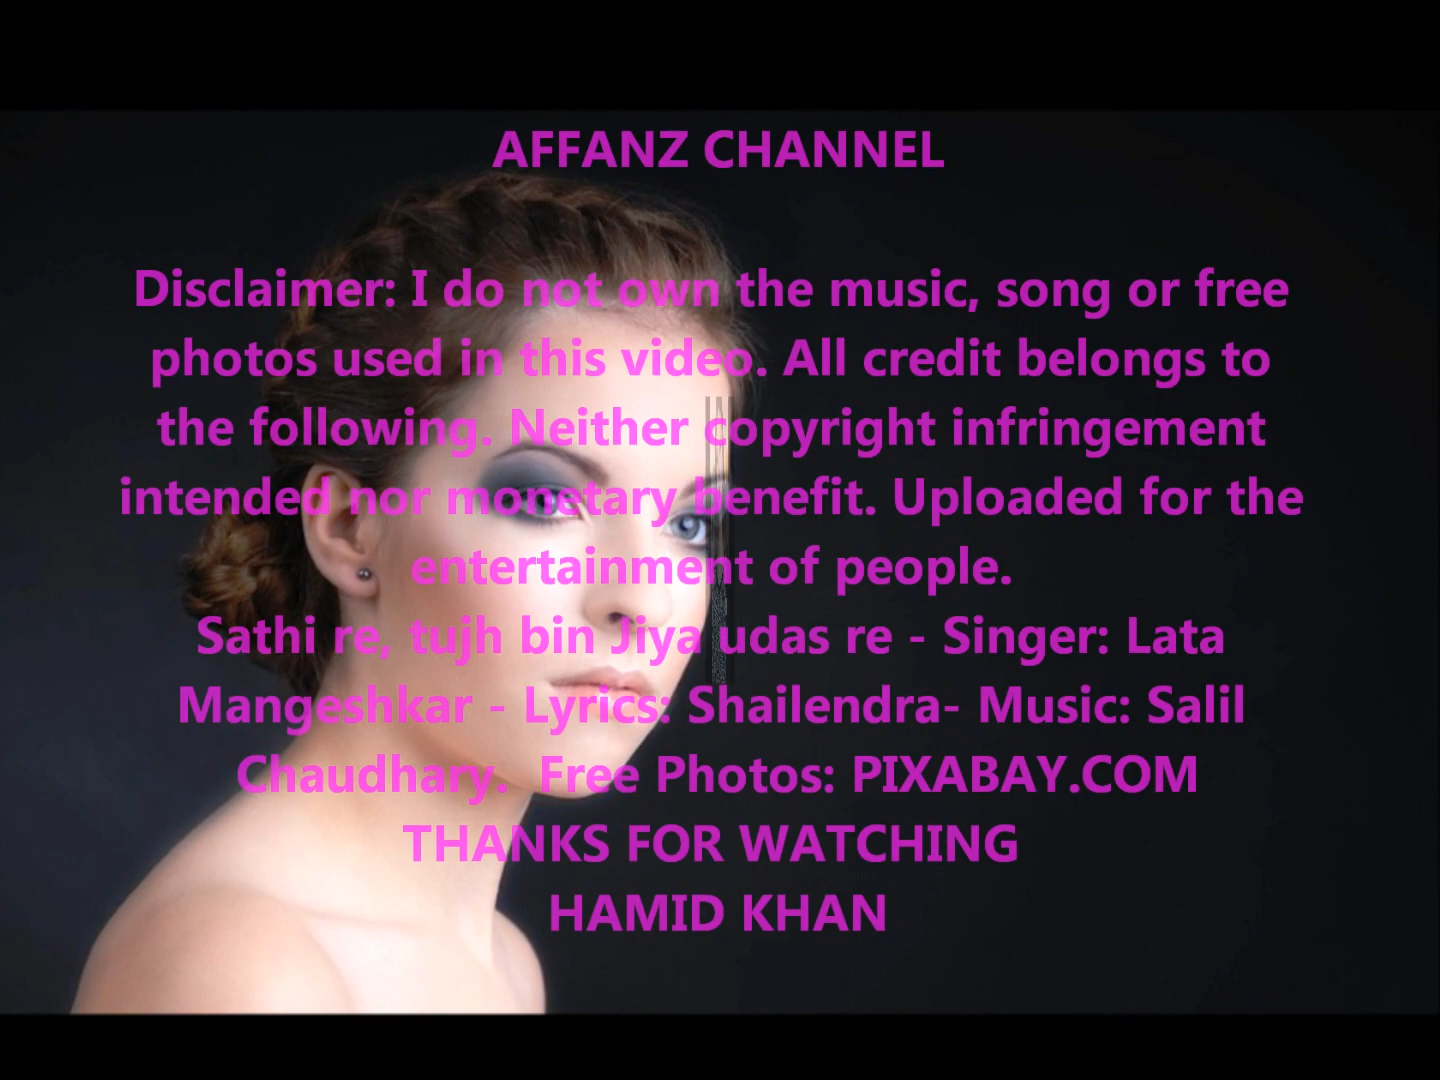 AFFANZ CHANNEL
Disclaimer: I do not own the music, song or free
photos used in this video. All credit belongs to
the following. Neither copyright infringement
intended nor monetary benefit. Uploaded for the
entertainment of people.
Sathi re, tujh bin Jiya udas re - Singer: Lata
Mangeshkar - Lyrics: Shailendra- Music: Salil
Chaudhary.  Free Photos: PIXABAY.COM
THANKS FOR WATCHING
HAMID KHAN